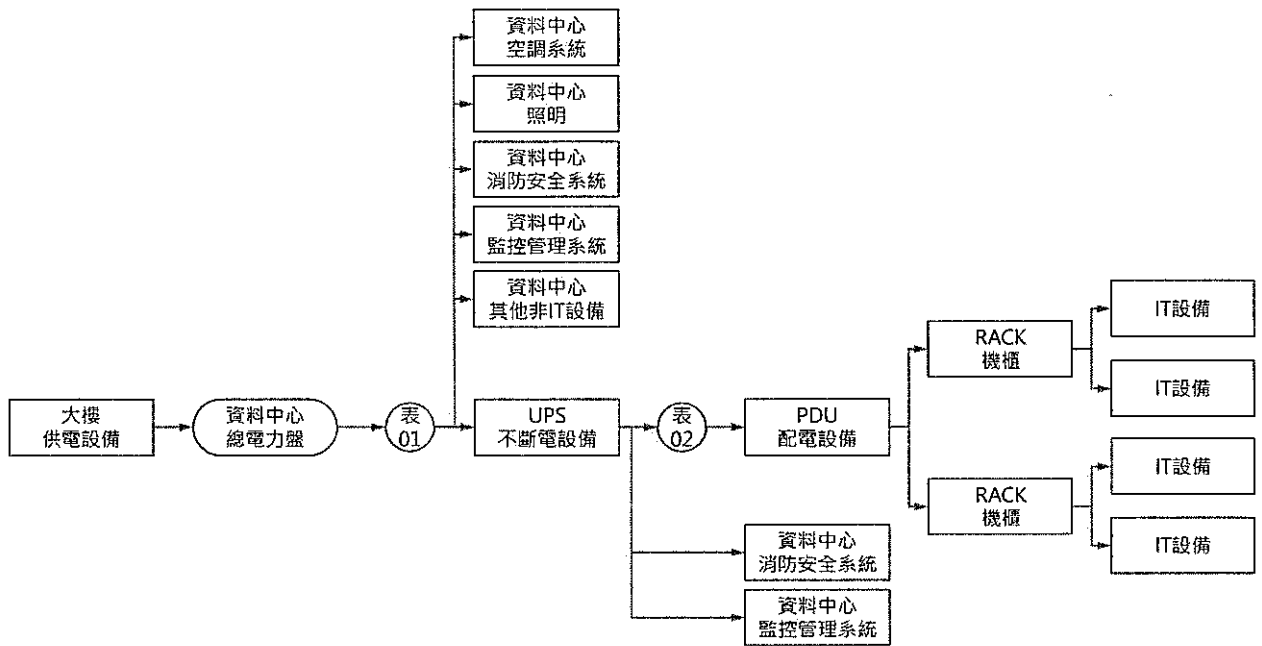 資料中心
空調系統
資料中心
照明
資料中心
消防安全系統
資料中心
監控管理系統
資料中心
其他非IT設備
大樓
供電設備
資料中心
總電力盤
表
01
UPS
不斷電設備
表
02
PDU
配電設備
RACK
機櫃
IT設備
IT設備
RACK
機櫃
IT設備
IT設備
資料中心
消防安全系統
資料中心
監控管理系統